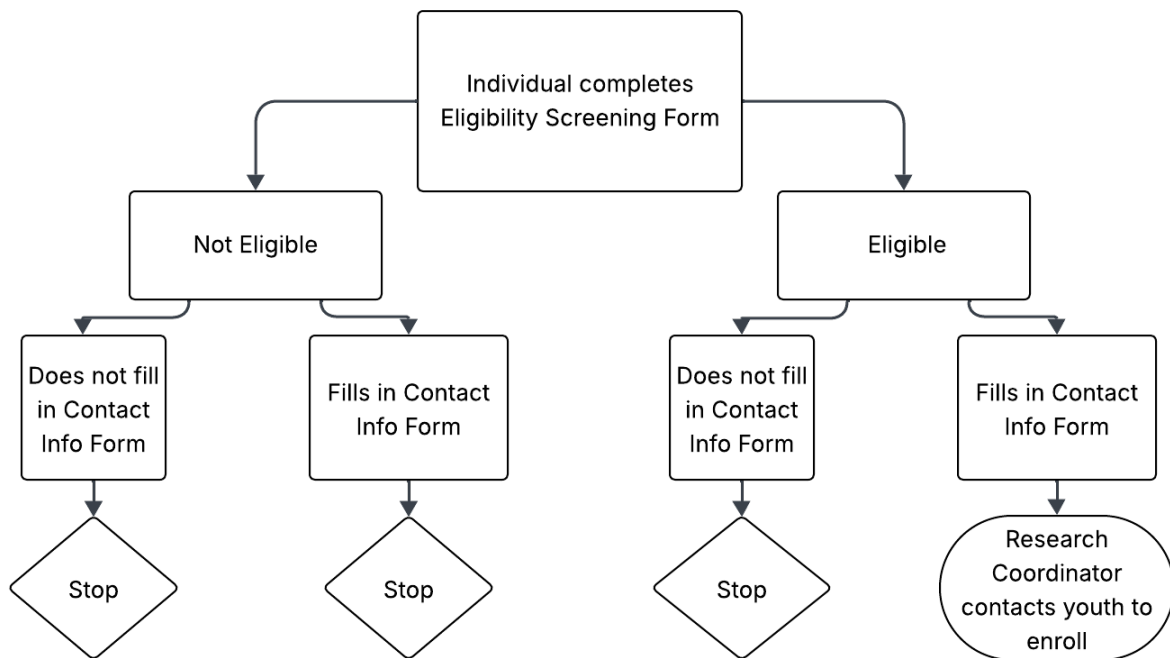 Individual completes
Eligibility Screening Form
Not Eligible
Eligible
Does not fill
in Contact
Info Form
Fills in Contact
Info Form
Does not fill
in Contact
Info Form
Fills in Contact
Info Form
Stop
Stop
Stop
Research
Coordinator
contacts youth to
enroll